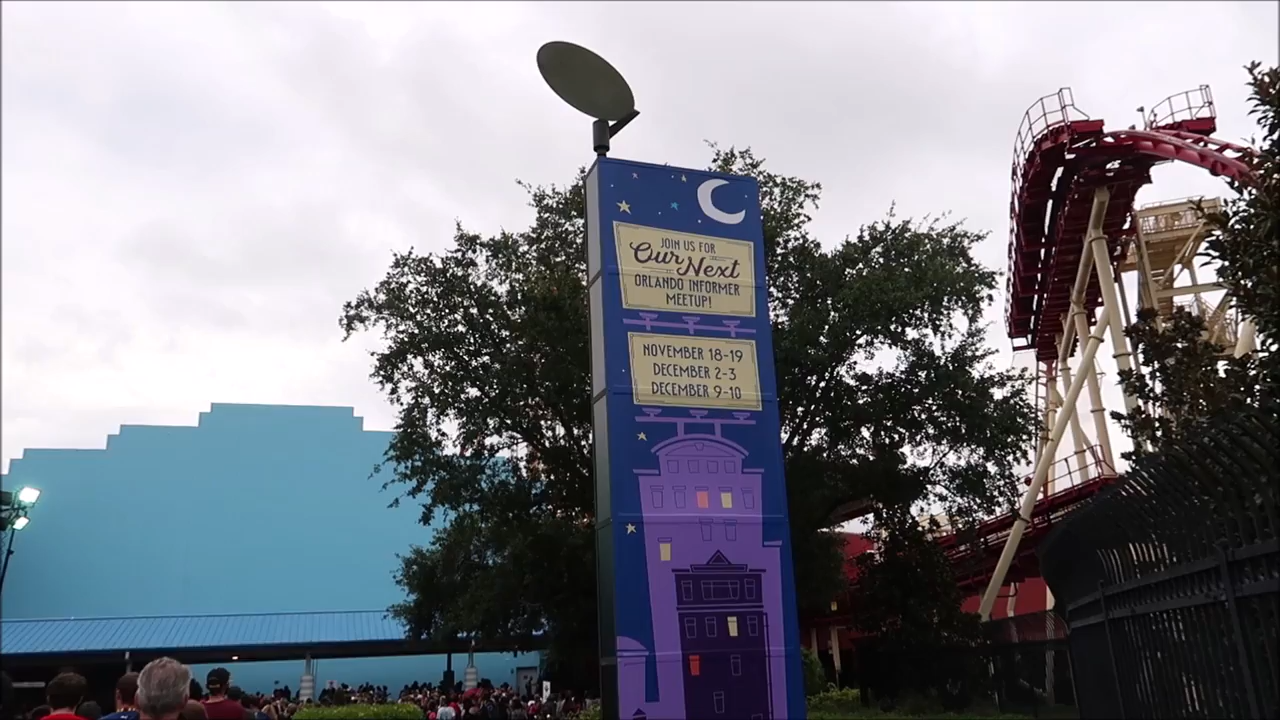 JOIN US FOR
Our Next
ORLANDO INFORMER
MEETUP!
NOVEMBER 18-19
DECEMBER 2-3
DECEMBER 9-10